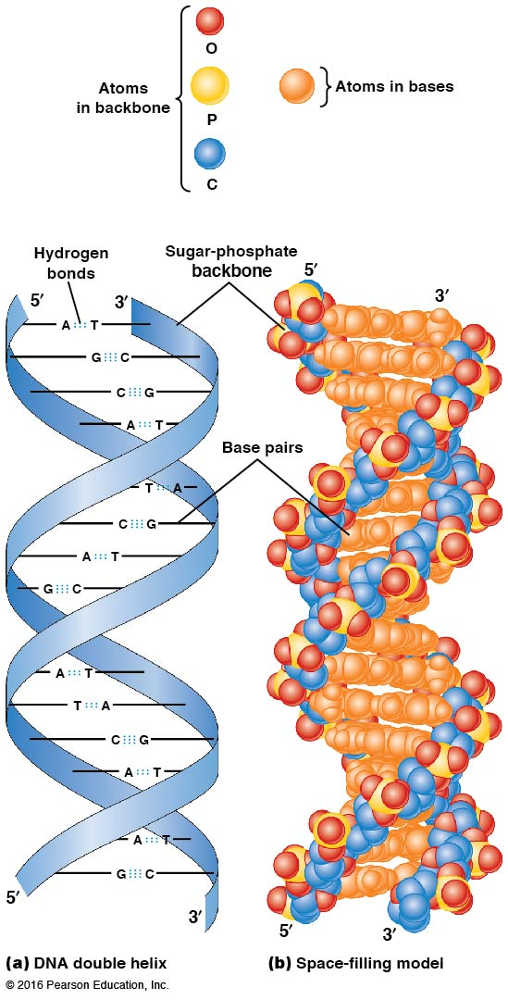 O
Atoms
in backbone
P
C
Atoms in bases
Hydrogen
bonds
Sugar-phosphate
backbone
5′
3′
5′
3′
A T
G C
C G
A T
Base pairs
T A
C G
A T
G C
A T
T A
C G
A T
A T
G C
5′
3′
5′
3′
(a) DNA double helix
(b) Space-filling model
© 2016 Pearson Education, Inc.